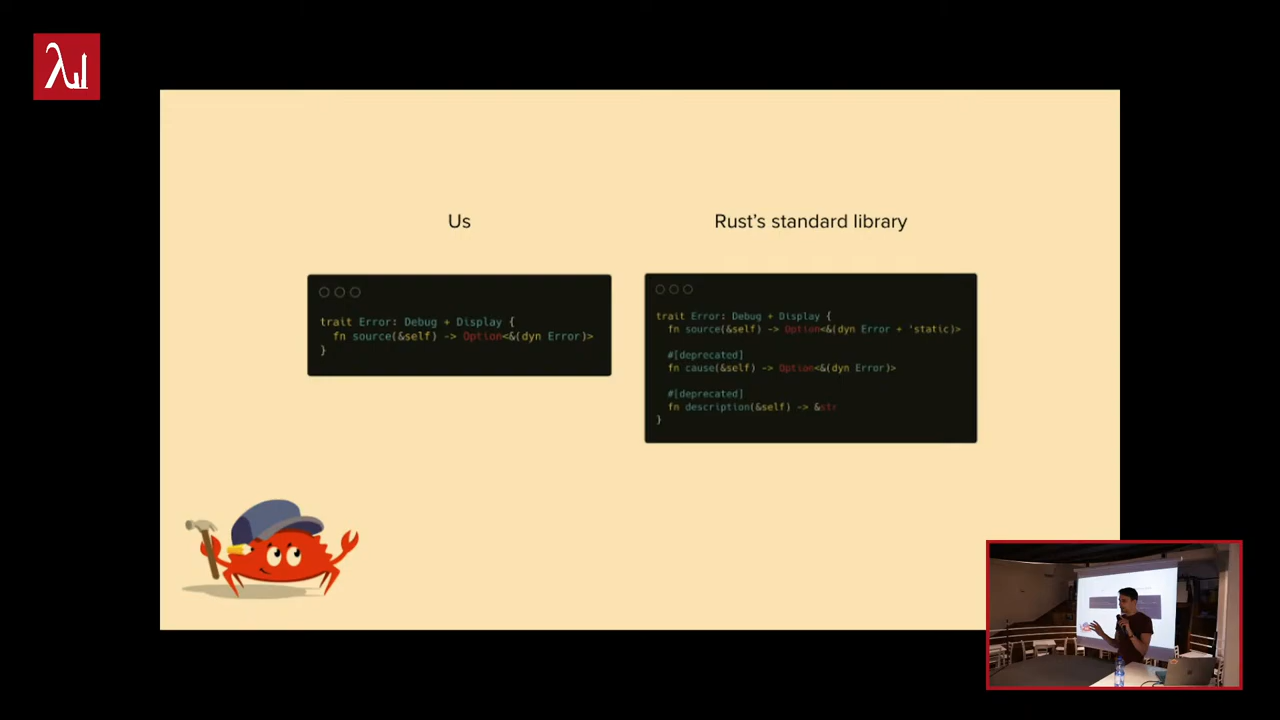 λ
Us
Rust's standard library
trait Error: Debug + Display {
fn source(&self) -> Option<&(dyn Error)>
}
trait Error: Debug + Display {
fn source(&self) -> Option<&(dyn Error + 'static)>
#[deprecated]
fn cause(&self) -> Option<&(dyn Error)>
#[deprecated]
fn description(&self) -> &str
}